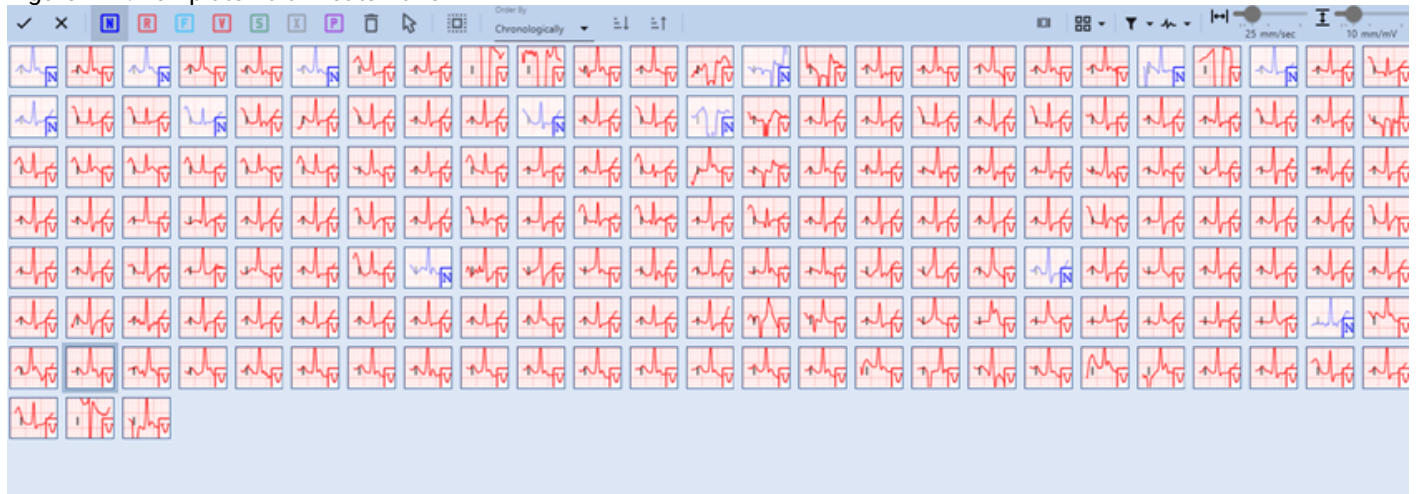 N R F V S X P
Order By
Chronologically
25 mm/sec
10 mm/mV
N V N V V N V V V V V V V N V V V V V V N V N V V
N V V N V V V V V N V V N V V V V V V V V V V V V
V V V V V V V V V V V V V V V V V V V V V V V V V
V V V V V V V V V V V V V V V V V V V V V V V V V
V V V V V V V N V V V V V V V V V V N V V V V V V
V V V V V V V V V V V V V V V V V V V V V V V N V
V V V V V V V V V V V V V V V V V V V V V V V V V
V V V